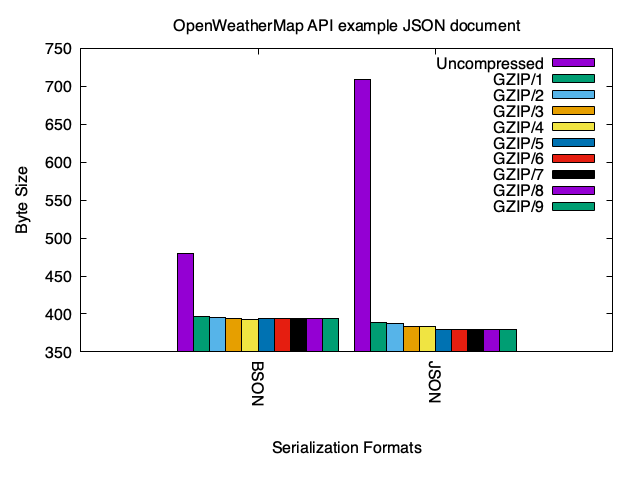 OpenWeatherMap API example JSON document
Byte Size
750
700
650
600
550
500
450
400
350
Uncompressed
GZIP/1
GZIP/2
GZIP/3
GZIP/4
GZIP/5
GZIP/6
GZIP/7
GZIP/8
GZIP/9
BSON
JSON
Serialization Formats